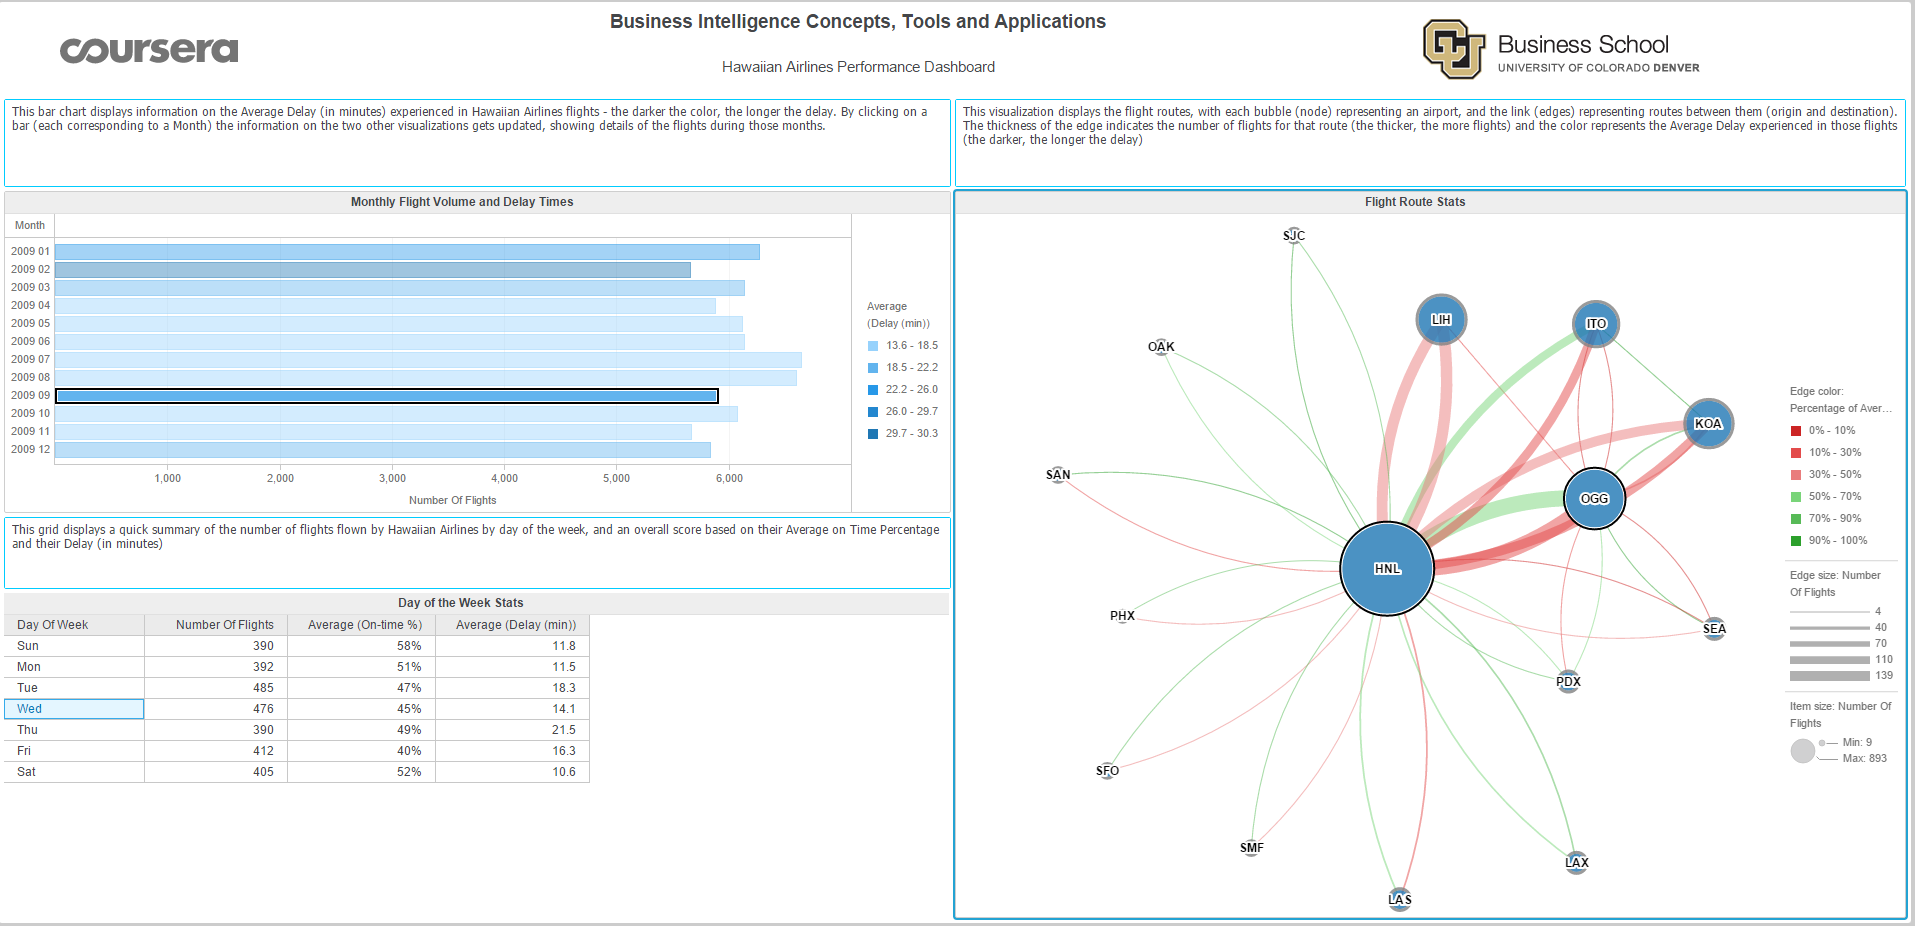 Business Intelligence Concepts, Tools and Applications
coursera
Hawaiian Airlines Performance Dashboard
CU
Business School
UNIVERSITY OF COLORADO DENVER
This bar chart displays information on the Average Delay (in minutes) experienced in Hawaiian Airlines flights - the darker the color, the longer the delay. By clicking on a
bar (each corresponding to a Month) the information on the two other visualizations gets updated, showing details of the flights during those months.
This visualization displays the flight routes, with each bubble (node) representing an airport, and the link (edges) representing routes between them (origin and destination).
The thickness of the edge indicates the number of flights for that route (the thicker, the more flights) and the color represents the Average Delay experienced in those flights
(the darker, the longer the delay)
Monthly Flight Volume and Delay Times
Month
2009 01
2009 02
2009 03
2009 04
2009 05
2009 06
2009 07
2009 08
2009 09
2009 10
2009 11
2009 12
1,000 2,000 3,000 4,000 5,000 6,000
Number Of Flights
Average
(Delay (min))
13.6 - 18.5
18.5 - 22.2
22.2 - 26.0
26.0 - 29.7
29.7 - 30.3
This grid displays a quick summary of the number of flights flown by Hawaiian Airlines by day of the week, and an overall score based on their Average on Time Percentage
and their Delay (in minutes)
Day of the Week Stats
Day Of Week Number Of Flights Average (On-time %) Average (Delay (min))
Sun 390 58% 11.8
Mon 392 51% 11.5
Tue 485 47% 18.3
Wed 476 45% 14.1
Thu 390 49% 21.5
Fri 412 40% 16.3
Sat 405 52% 10.6
Flight Route Stats
SJC
LIH
ITO
OAK
KOA
SAN
OGG
HNL
PHX
SEA
PDX
SFO
SMF
LAX
LAS
Edge color:
Percentage of Aver...
0% - 10%
10% - 30%
30% - 50%
50% - 70%
70% - 90%
90% - 100%
Edge size: Number
Of Flights
4
40
70
110
139
Item size: Number Of
Flights
Min: 9
Max: 893